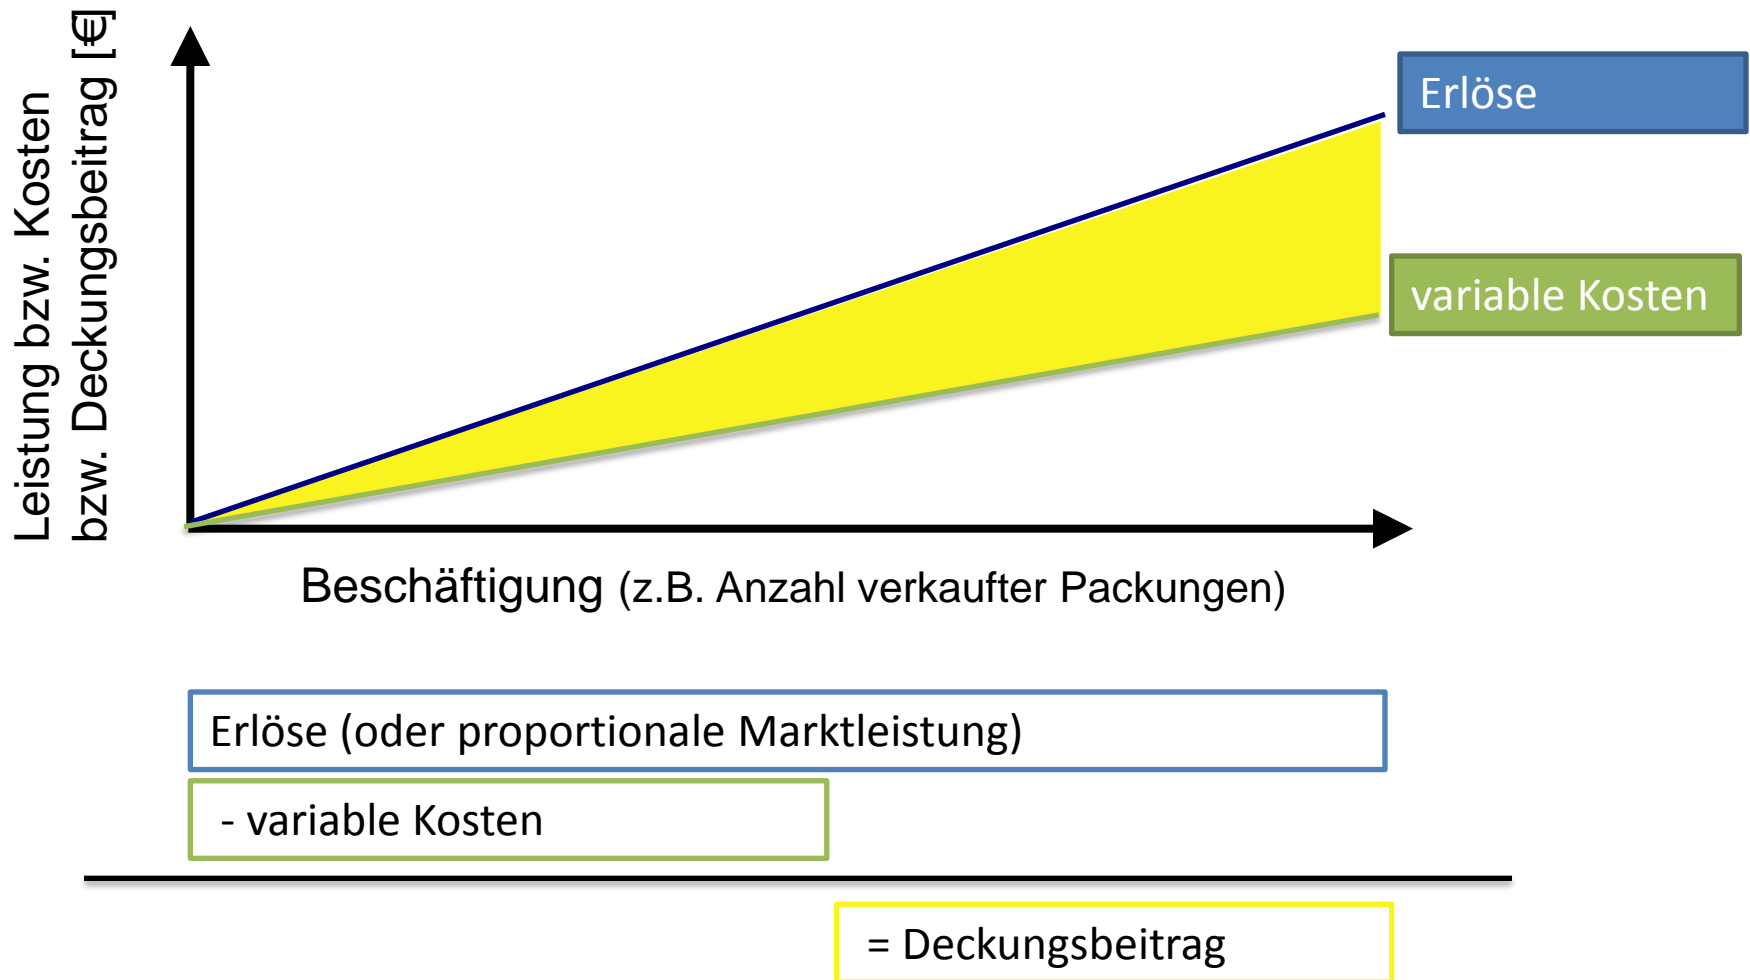 Leistung bzw. Kosten
bzw. Deckungsbeitrag [€]
Erlöse
variable Kosten
Beschäftigung (z.B. Anzahl verkaufter Packungen)
Erlöse (oder proportionale Marktleistung)
- variable Kosten
= Deckungsbeitrag